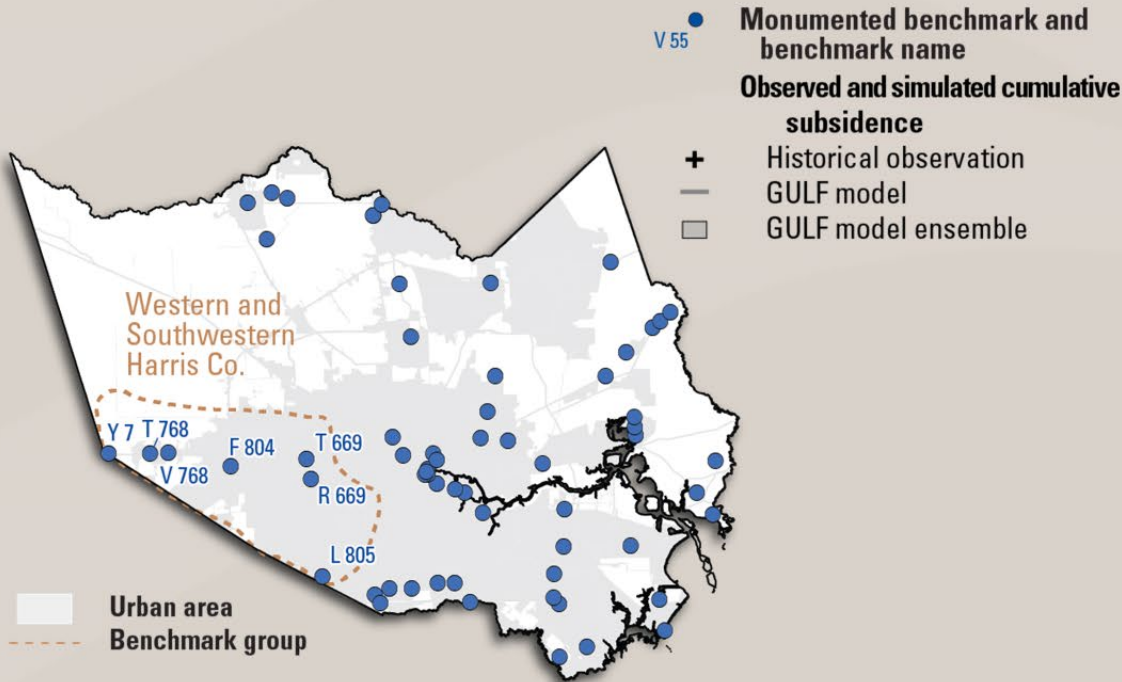 V 55
Monumented benchmark and
benchmark name
Observed and simulated cumulative
subsidence
Historical observation
GULF model
GULF model ensemble
Western and
Southwestern
Harris Co.
Y 7
T 768
V 768
F 804
T 669
R 669
L 805
Urban area
Benchmark group